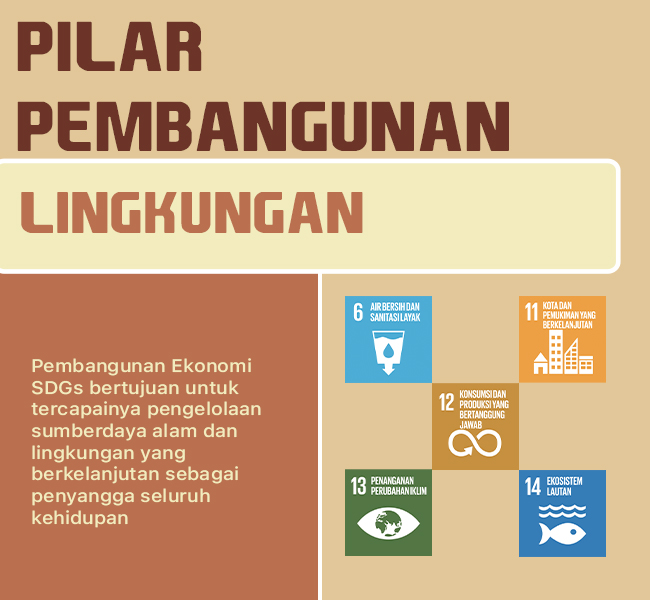 PILAR
PEMBANGUNAN
LINGKUNGAN
Pembangunan Ekonomi
SDGs bertujuan untuk
tercapainya pengelolaan
sumberdaya alam dan
lingkungan yang
berkelanjutan sebagai
penyangga seluruh
kehidupan
6 AIR BERSIH DAN
SANITASI LAYAK
11 KOTA DAN
PEMUKIMAN YANG
BERKELANJUTAN
12 KONSUMSI DAN
PRODUKSI YANG
BERTANGGUNG
JAWAB
13 PENANGANAN
PERUBAHAN IKLIM
14 EKOSISTEM
LAUTAN